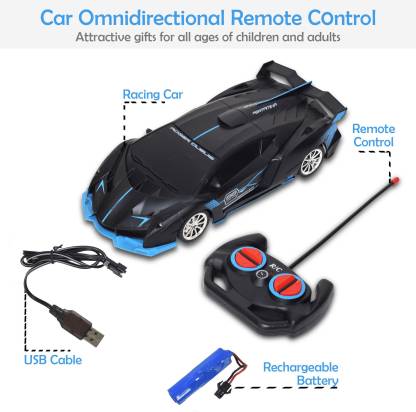 Car Omnidirectional Remote Control
Attractive gifts for all ages of children and adults
Racing Car
Remote
Control
R/C
USB Cable
Rechargeable
Battery